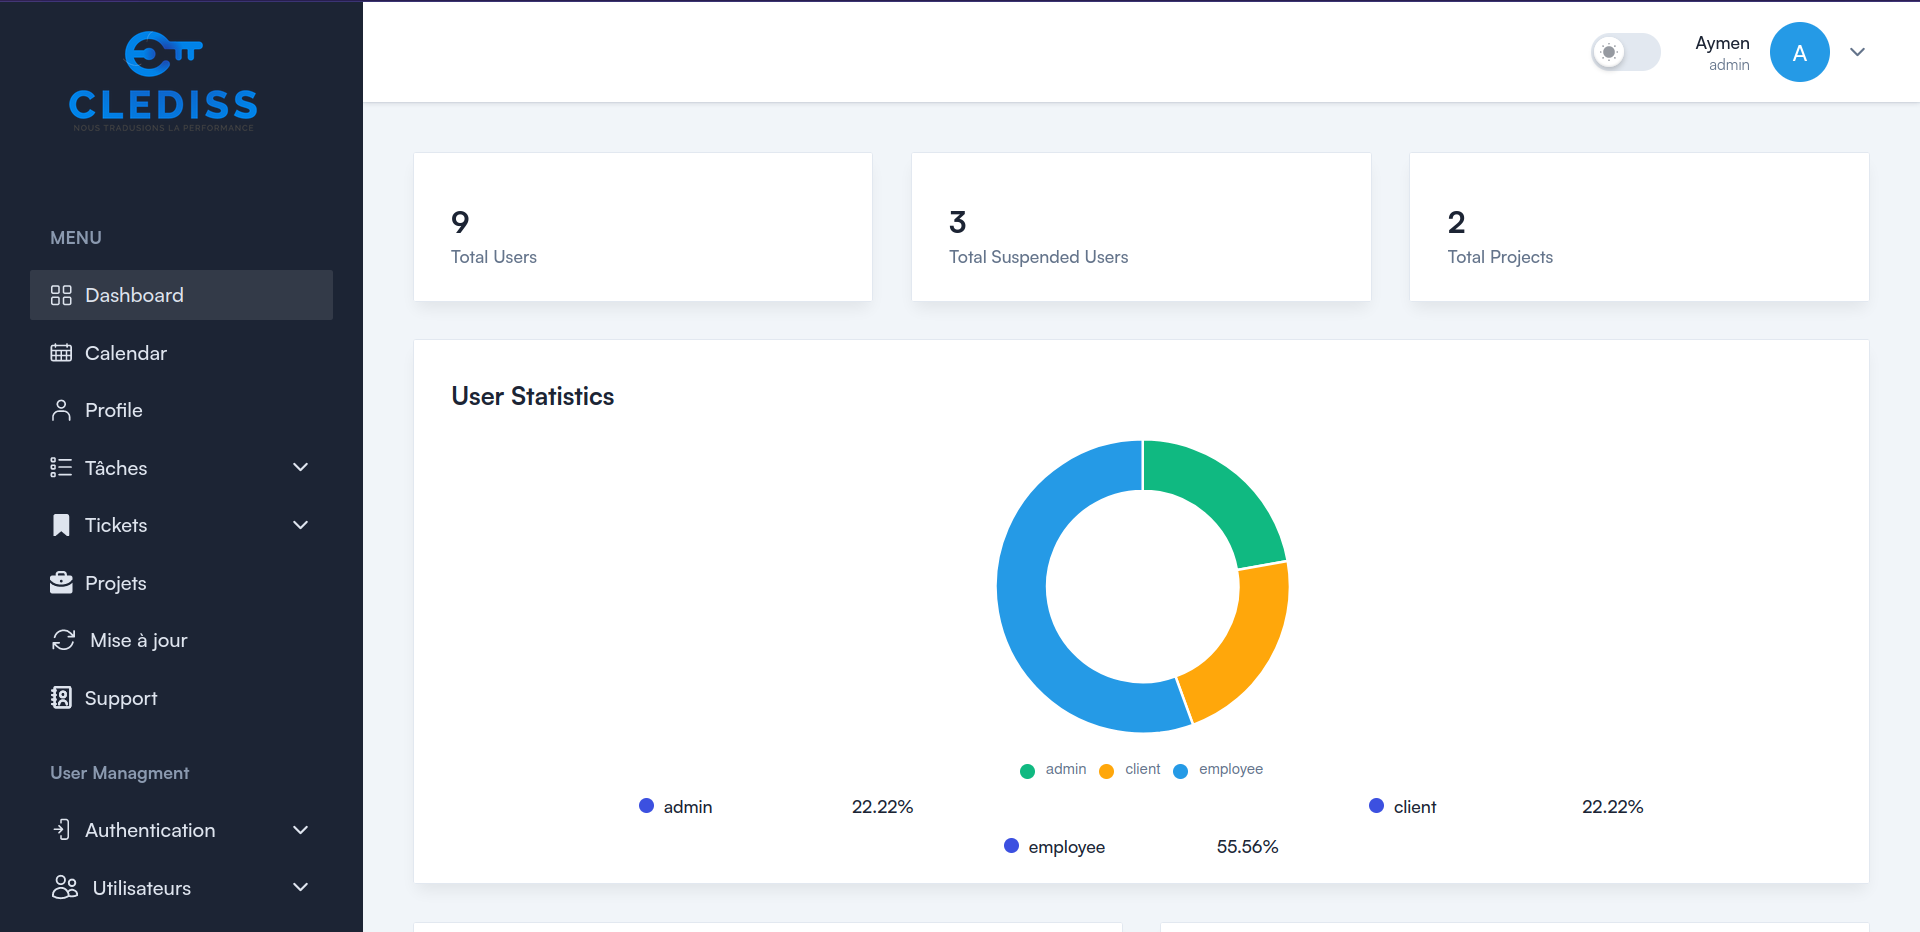 CLEDISS
NOUS TRADUSIONS LA PERFORMANCE
MENU
Dashboard
Calendar
Profile
Tâches
Tickets
Projets
Mise à jour
Support
User Managment
Authentication
Utilisateurs
Aymen
admin
A
9
Total Users
3
Total Suspended Users
2
Total Projects
User Statistics
admin client employee
admin 22.22% client 22.22%
employee 55.56%